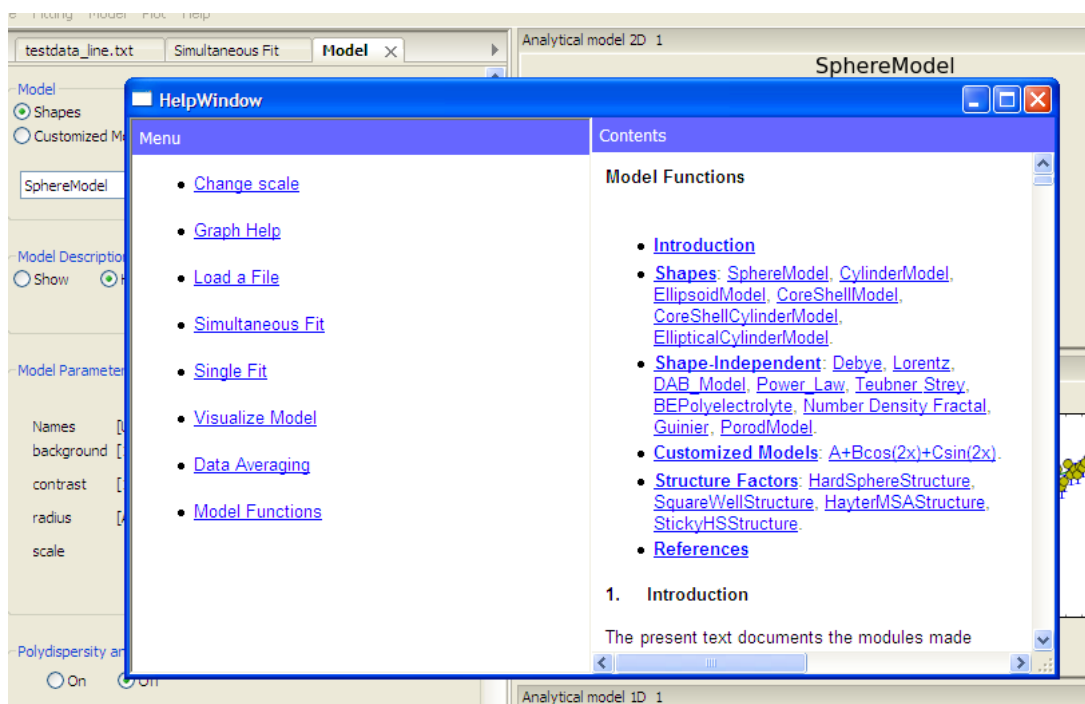 Fitting Model Plot Help
testdata_line.txt Simultaneous Fit Model
Analytical model 2D 1
SphereModel
Model
Shapes
Customized
SphereModel
Model Description
Show
Model Parameter
Names
background
contrast
radius
scale
Polydispersity
On Off
HelpWindow
Menu
• Change scale
• Graph Help
• Load a File
• Simultaneous Fit
• Single Fit
• Visualize Model
• Data Averaging
• Model Functions
Contents
Model Functions
• Introduction
• Shapes: SphereModel, CylinderModel,
EllipsoidModel, CoreShellModel,
CoreShellCylinderModel,
EllipticalCylinderModel.
• Shape-Independent: Debye, Lorentz,
DAB_Model, Power_Law, Teubner Strey,
BEPolyelectrolyte, Number Density Fractal,
Guinier, PorodModel.
• Customized Models: A+Bcos(2x)+Csin(2x).
• Structure Factors: HardSphereStructure,
SquareWellStructure, HayterMSAStructure,
StickyHSStructure.
• References
1. Introduction
The present text documents the modules made
Analytical model 1D 1